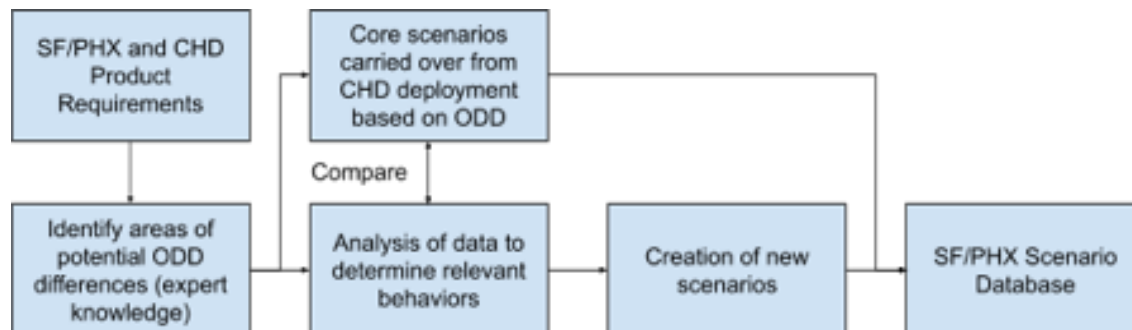 SF/PHX and CHD
Product
Requirements
Core scenarios
carried over from
CHD deployment
based on ODD
Compare
Identify areas of
potential ODD
differences (expert
knowledge)
Analysis of data to
determine relevant
behaviors
Creation of new
scenarios
SF/PHX Scenario
Database